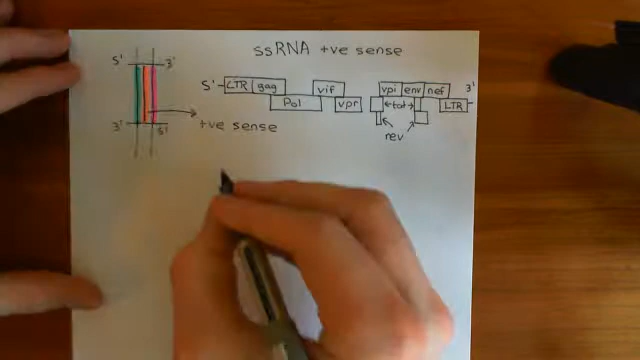 ssRNA +ve sense
5' 3'
3' 5'
+ve sense
5' LTR gag vif vpi env nef 3'
Pol vpr tat LTR
rev